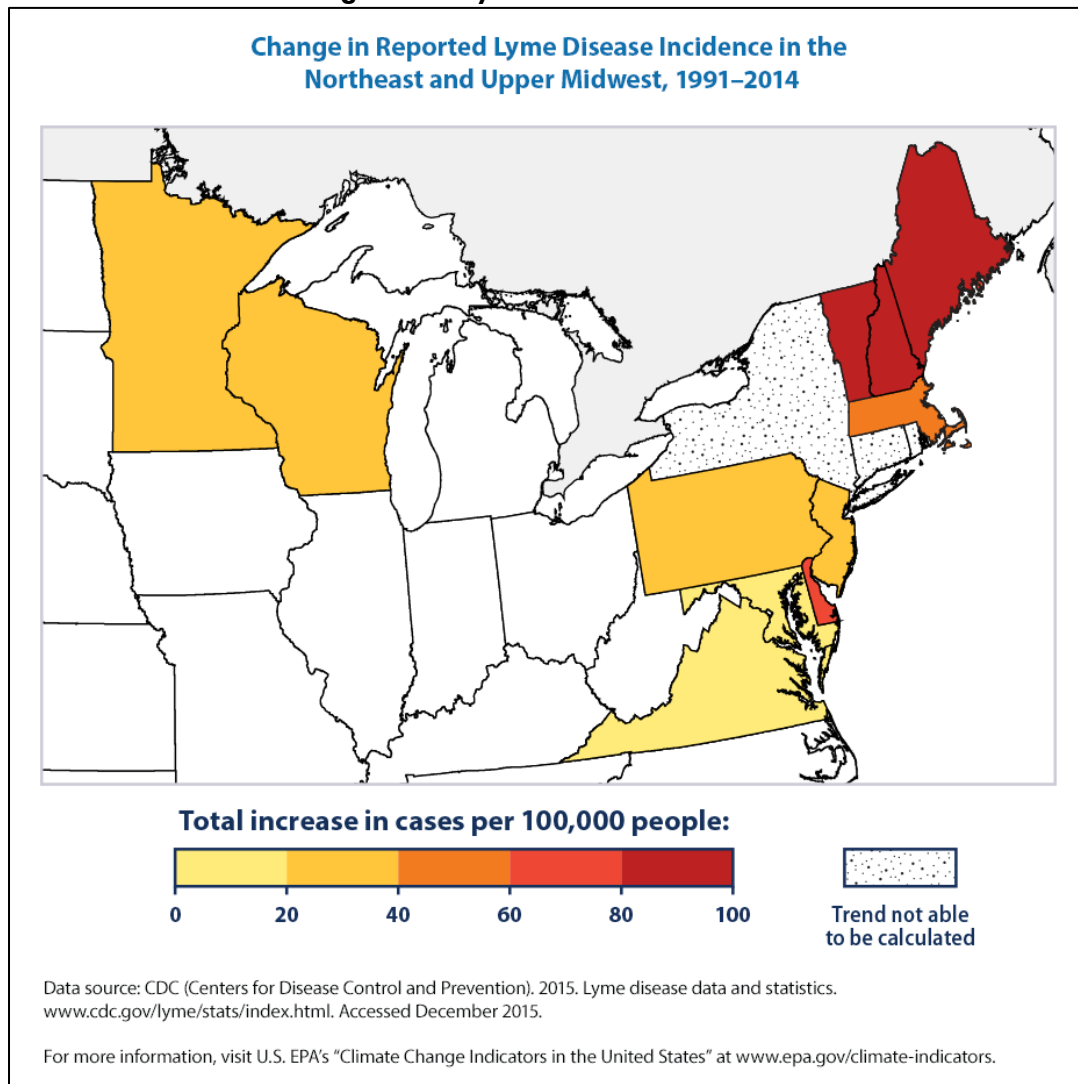 Change in Reported Lyme Disease Incidence in the
Northeast and Upper Midwest, 1991–2014
Total increase in cases per 100,000 people:
0 20 40 60 80 100
Trend not able
to be calculated
Data source: CDC (Centers for Disease Control and Prevention). 2015. Lyme disease data and statistics.
www.cdc.gov/lyme/stats/index.html. Accessed December 2015.
For more information, visit U.S. EPA's “Climate Change Indicators in the United States” at www.epa.gov/climate-indicators.